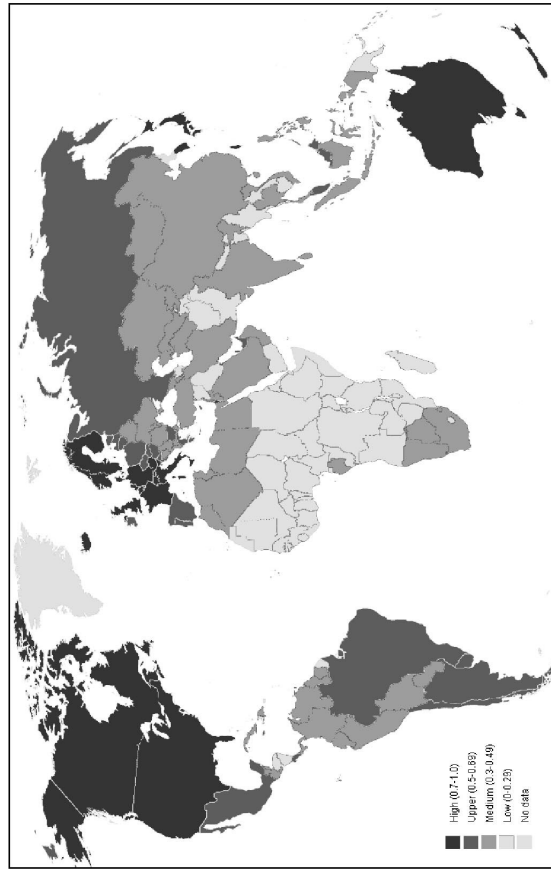 High (0.7-1.0)
Upper (0.5-0.69)
Medium (0.3-0.49)
Low (0-0.29)
No data